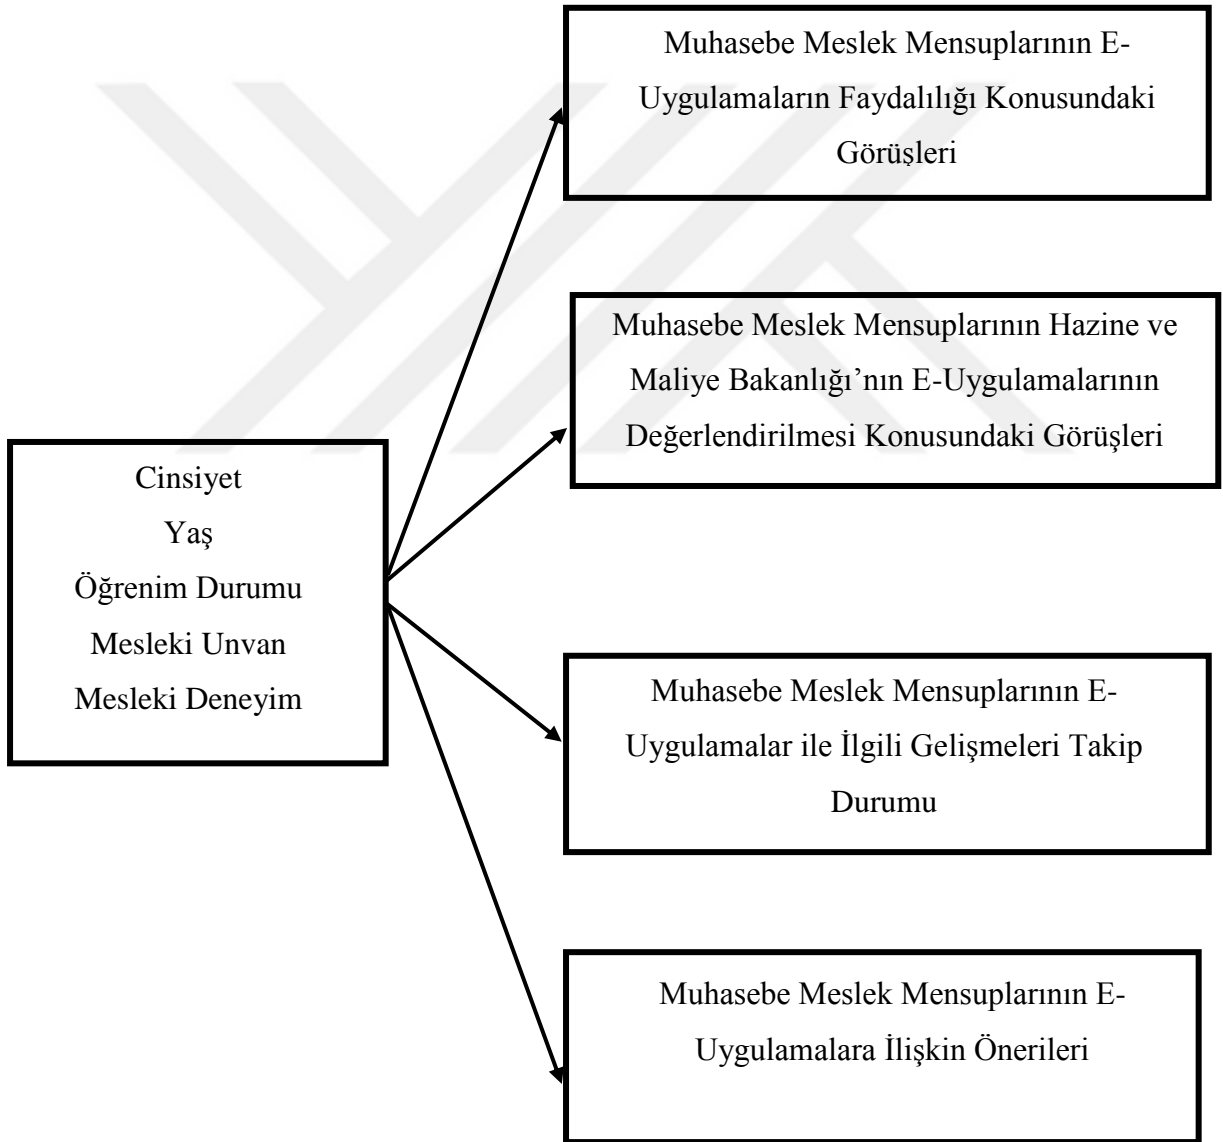 Muhasebe Meslek Mensuplarının E-
Uygulamaların Faydalılığı Konusundaki
Görüşleri
Muhasebe Meslek Mensuplarının Hazine ve
Maliye Bakanlığı’nın E-Uygulamalarının
Değerlendirilmesi Konusundaki Görüşleri
Cinsiyet
Yaş
Öğrenim Durumu
Mesleki Unvan
Mesleki Deneyim
Muhasebe Meslek Mensuplarının E-
Uygulamalar ile İlgili Gelişmeleri Takip
Durumu
Muhasebe Meslek Mensuplarının E-
Uygulamalara İlişkin Önerileri